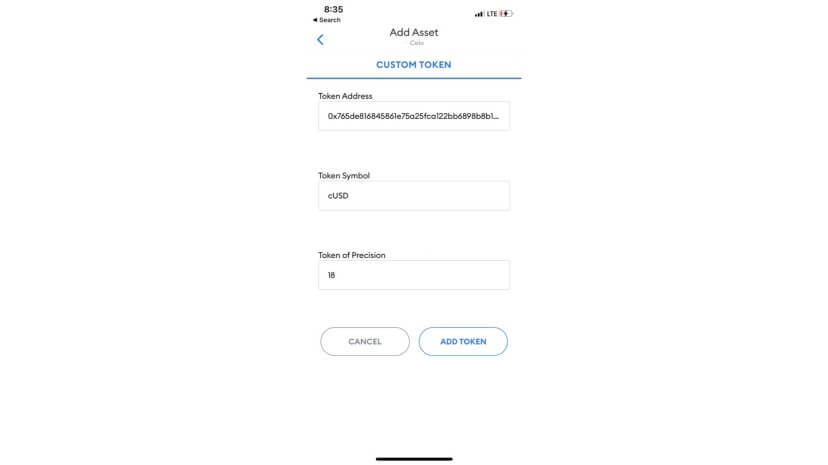 8:35
LTE
◀ Search
Add Asset
Celo
CUSTOM TOKEN
Token Address
0x765de816845861e75a25fca122bb6898b8b1...
Token Symbol
cUSD
Token of Precision
18
CANCEL
ADD TOKEN